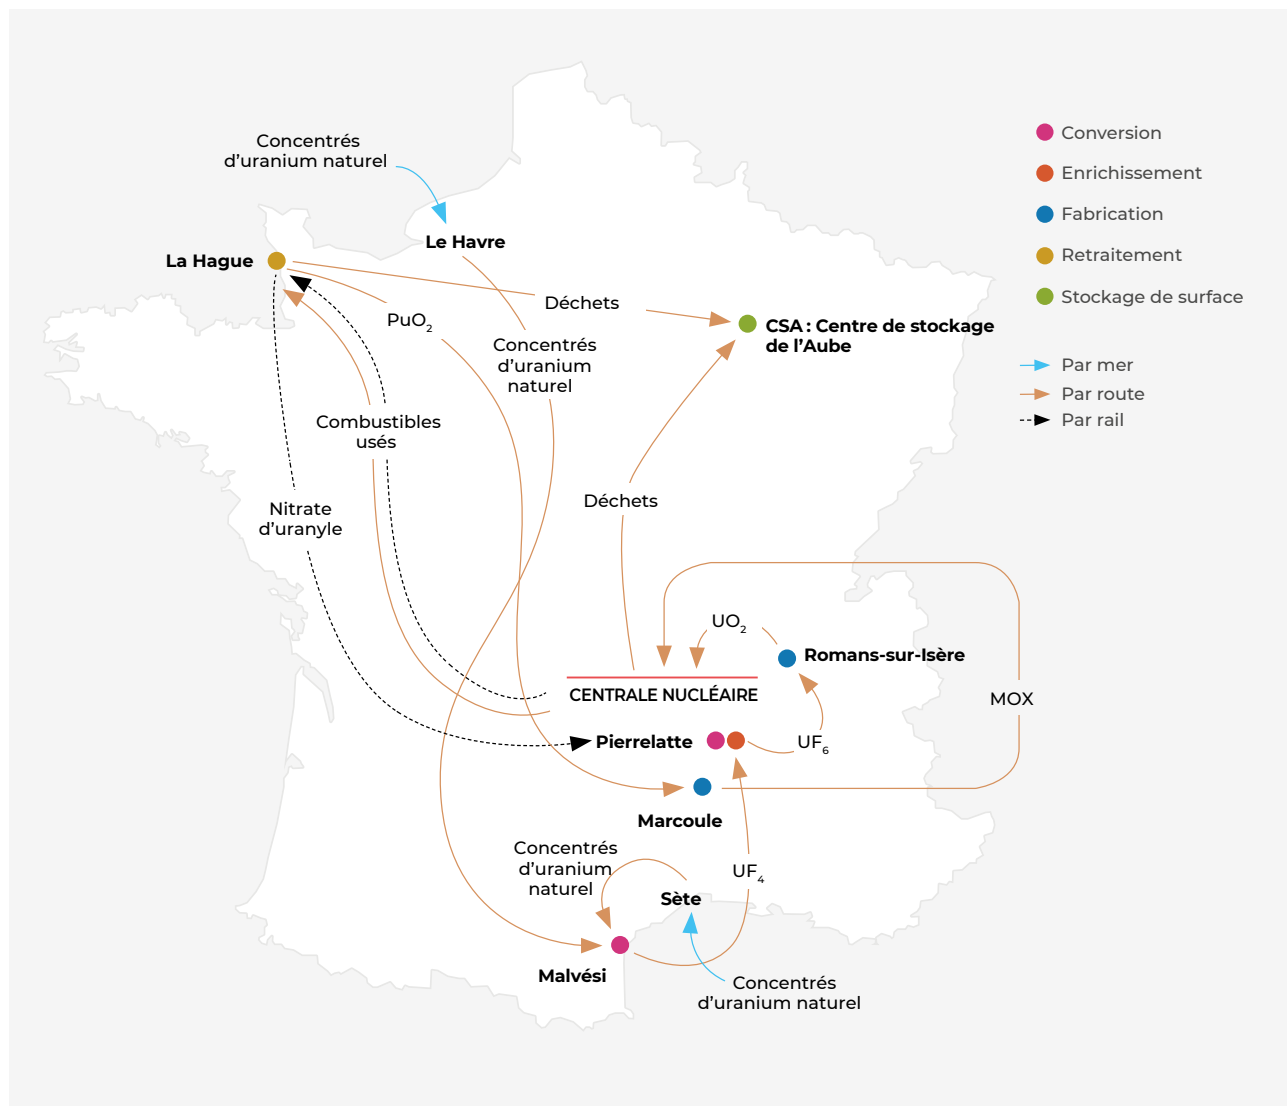 Concentrés
d'uranium naturel
Le Havre
La Hague
Déchets
PuO₂
Concentrés
d'uranium
naturel
CSA : Centre de stockage
de l'Aube
Combustibles
usés
Déchets
Nitrate
d'uranyle
UO₂
Romans-sur-Isère
CENTRALE NUCLÉAIRE
MOX
Pierrelatte
UF₆
Marcoule
Concentrés
d'uranium
naturel
UF₄
Sète
Malvési
Concentrés
d'uranium naturel
Conversion
Enrichissement
Fabrication
Retraitement
Stockage de surface
Par mer
Par route
Par rail